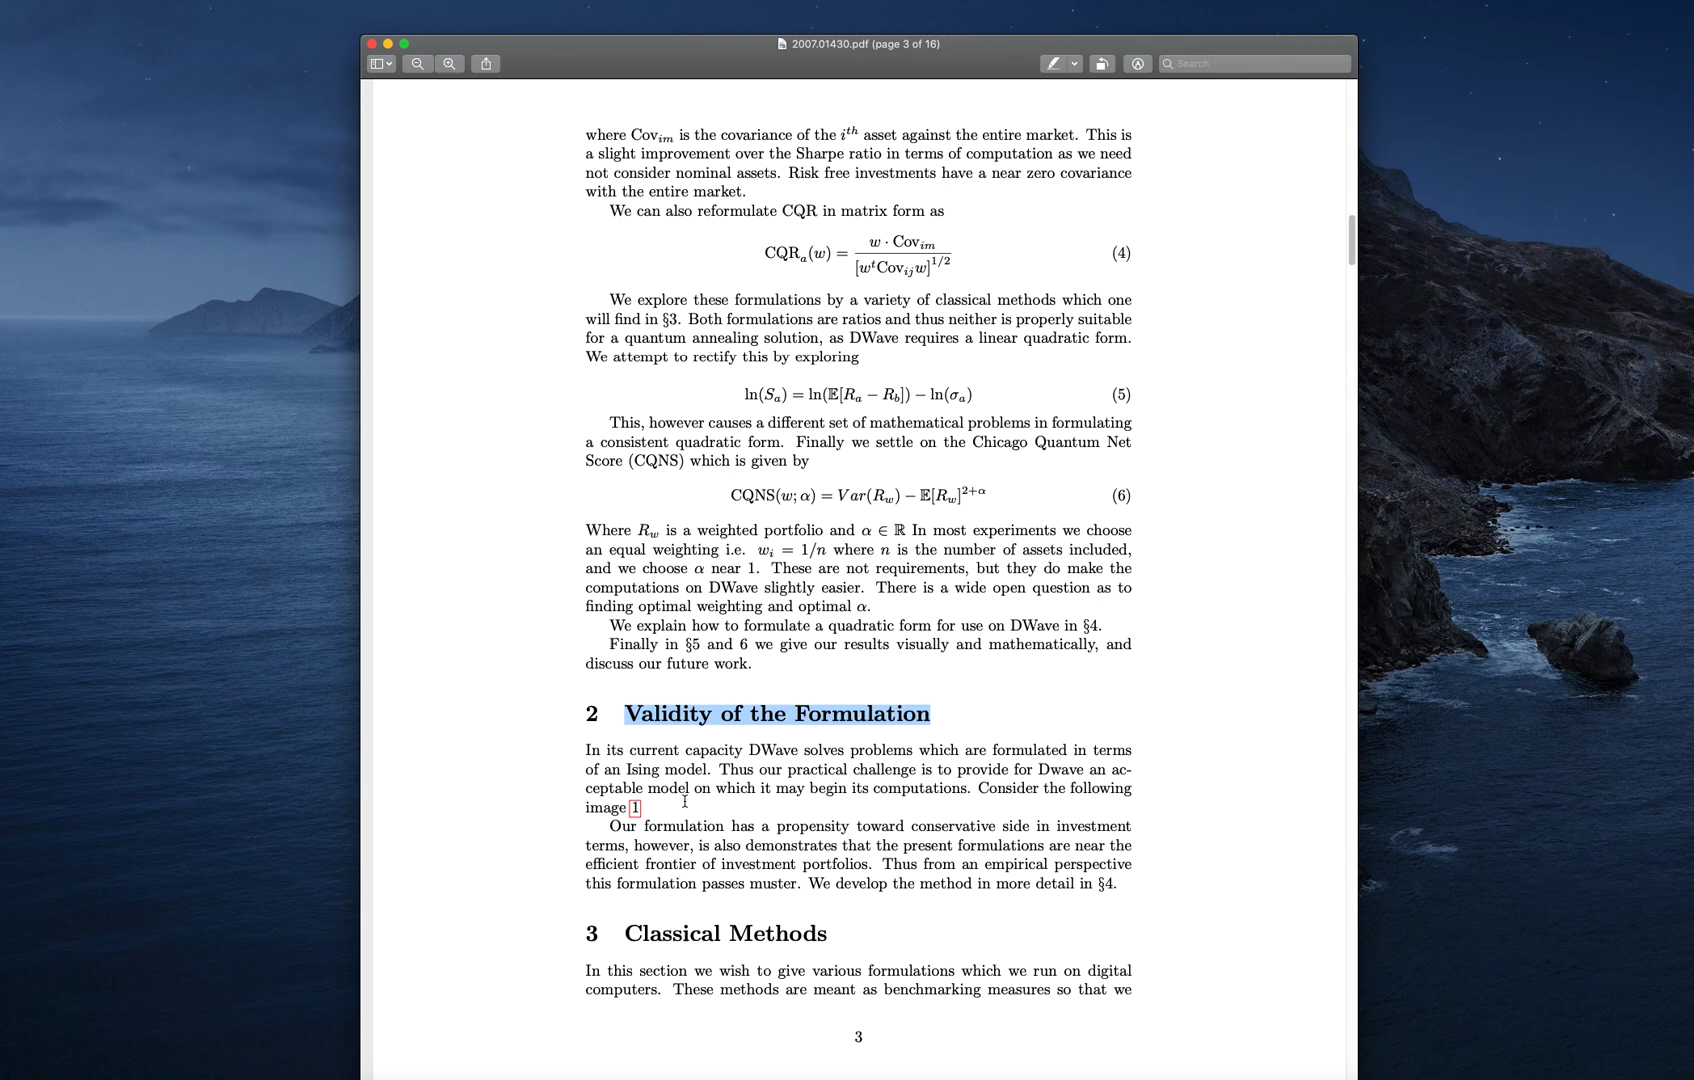 2007.01430.pdf (page 3 of 16)
Search
where Cov_{im} is the covariance of the i^{th} asset against the entire market. This is
a slight improvement over the Sharpe ratio in terms of computation as we need
not consider nominal assets. Risk free investments have a near zero covariance
with the entire market.
We can also reformulate CQR in matrix form as
CQR_a(w) = \frac{w · Cov_{im}}{[w^t Cov_{ij} w]^{1/2}} (4)
We explore these formulations by a variety of classical methods which one
will find in §3. Both formulations are ratios and thus neither is properly suitable
for a quantum annealing solution, as DWave requires a linear quadratic form.
We attempt to rectify this by exploring
ln(S_a) = ln(𝔼[R_a − R_b]) − ln(σ_a) (5)
This, however causes a different set of mathematical problems in formulating
a consistent quadratic form. Finally we settle on the Chicago Quantum Net
Score (CQNS) which is given by
CQNS(w; α) = Var(R_w) − 𝔼[R_w]^{2+α} (6)
Where R_w is a weighted portfolio and α ∈ ℝ In most experiments we choose
an equal weighting i.e. w_i = 1/n where n is the number of assets included,
and we choose α near 1. These are not requirements, but they do make the
computations on DWave slightly easier. There is a wide open question as to
finding optimal weighting and optimal α.
We explain how to formulate a quadratic form for use on DWave in §4.
Finally in §5 and 6 we give our results visually and mathematically, and
discuss our future work.
2 Validity of the Formulation
In its current capacity DWave solves problems which are formulated in terms
of an Ising model. Thus our practical challenge is to provide for Dwave an ac-
ceptable model on which it may begin its computations. Consider the following
image 1
Our formulation has a propensity toward conservative side in investment
terms, however, is also demonstrates that the present formulations are near the
efficient frontier of investment portfolios. Thus from an empirical perspective
this formulation passes muster. We develop the method in more detail in §4.
3 Classical Methods
In this section we wish to give various formulations which we run on digital
computers. These methods are meant as benchmarking measures so that we
3